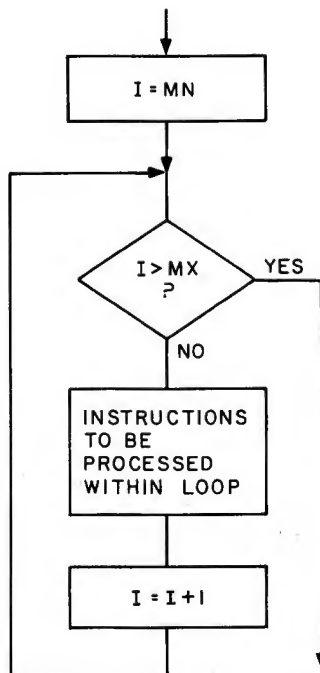 I = MN
I > MX
?
YES
NO
INSTRUCTIONS
TO BE
PROCESSED
WITHIN LOOP
I = I+1